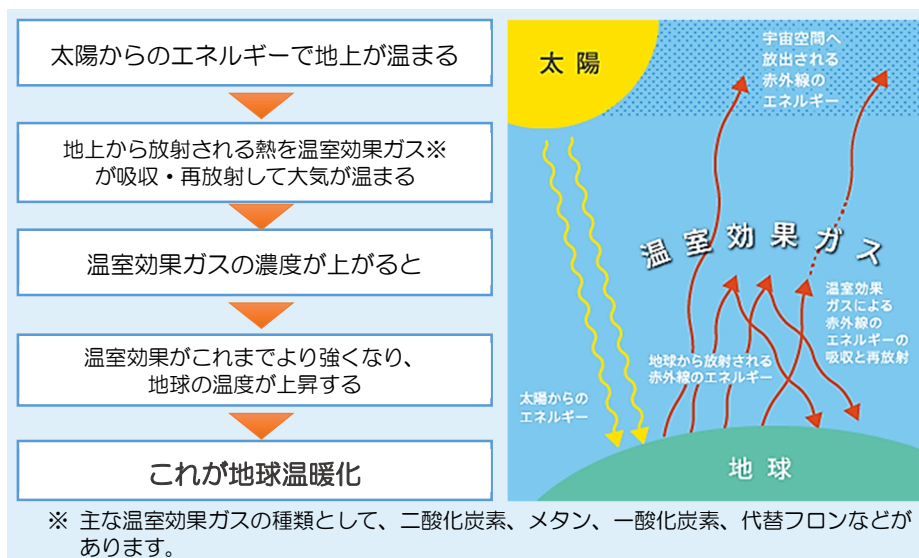 太陽からのエネルギーで地上が温まる
地上から放射される熱を温室効果ガス※
が吸収・再放射して大気が温まる
温室効果ガスの濃度が上がると
温室効果がこれまでより強くなり、
地球の温度が上昇する
これが地球温暖化
太陽
宇宙空間へ
放出される
赤外線の
エネルギー
温室効果ガス
温室効果
ガスによる
赤外線の
エネルギーの
吸収と再放射
地球から放射される
赤外線のエネルギー
太陽からの
エネルギー
地球
※ 主な温室効果ガスの種類として、二酸化炭素、メタン、一酸化炭素、代替フロンなどが
あります。